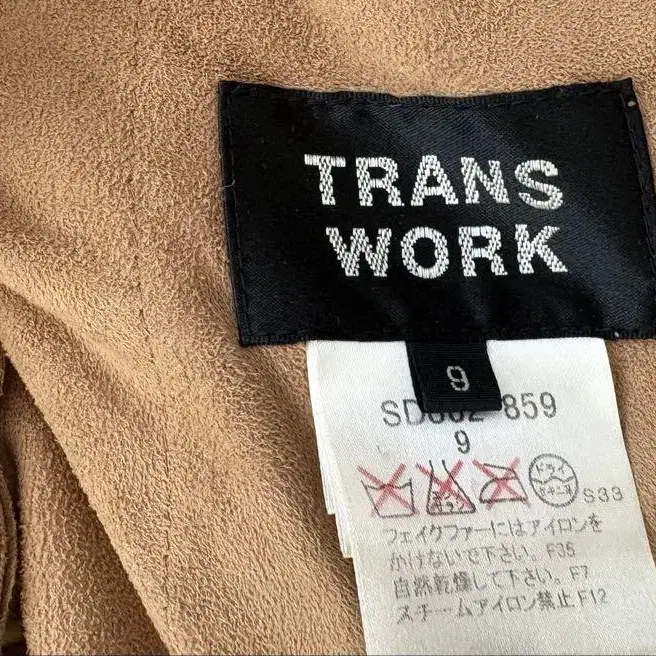 TRANS
WORK
9
SD802-859
9
ドライ
S33
フェイクファーにはアイロンを
かけないで下さい。F35
自然乾燥して下さい。F7
スチームアイロン禁止.F12